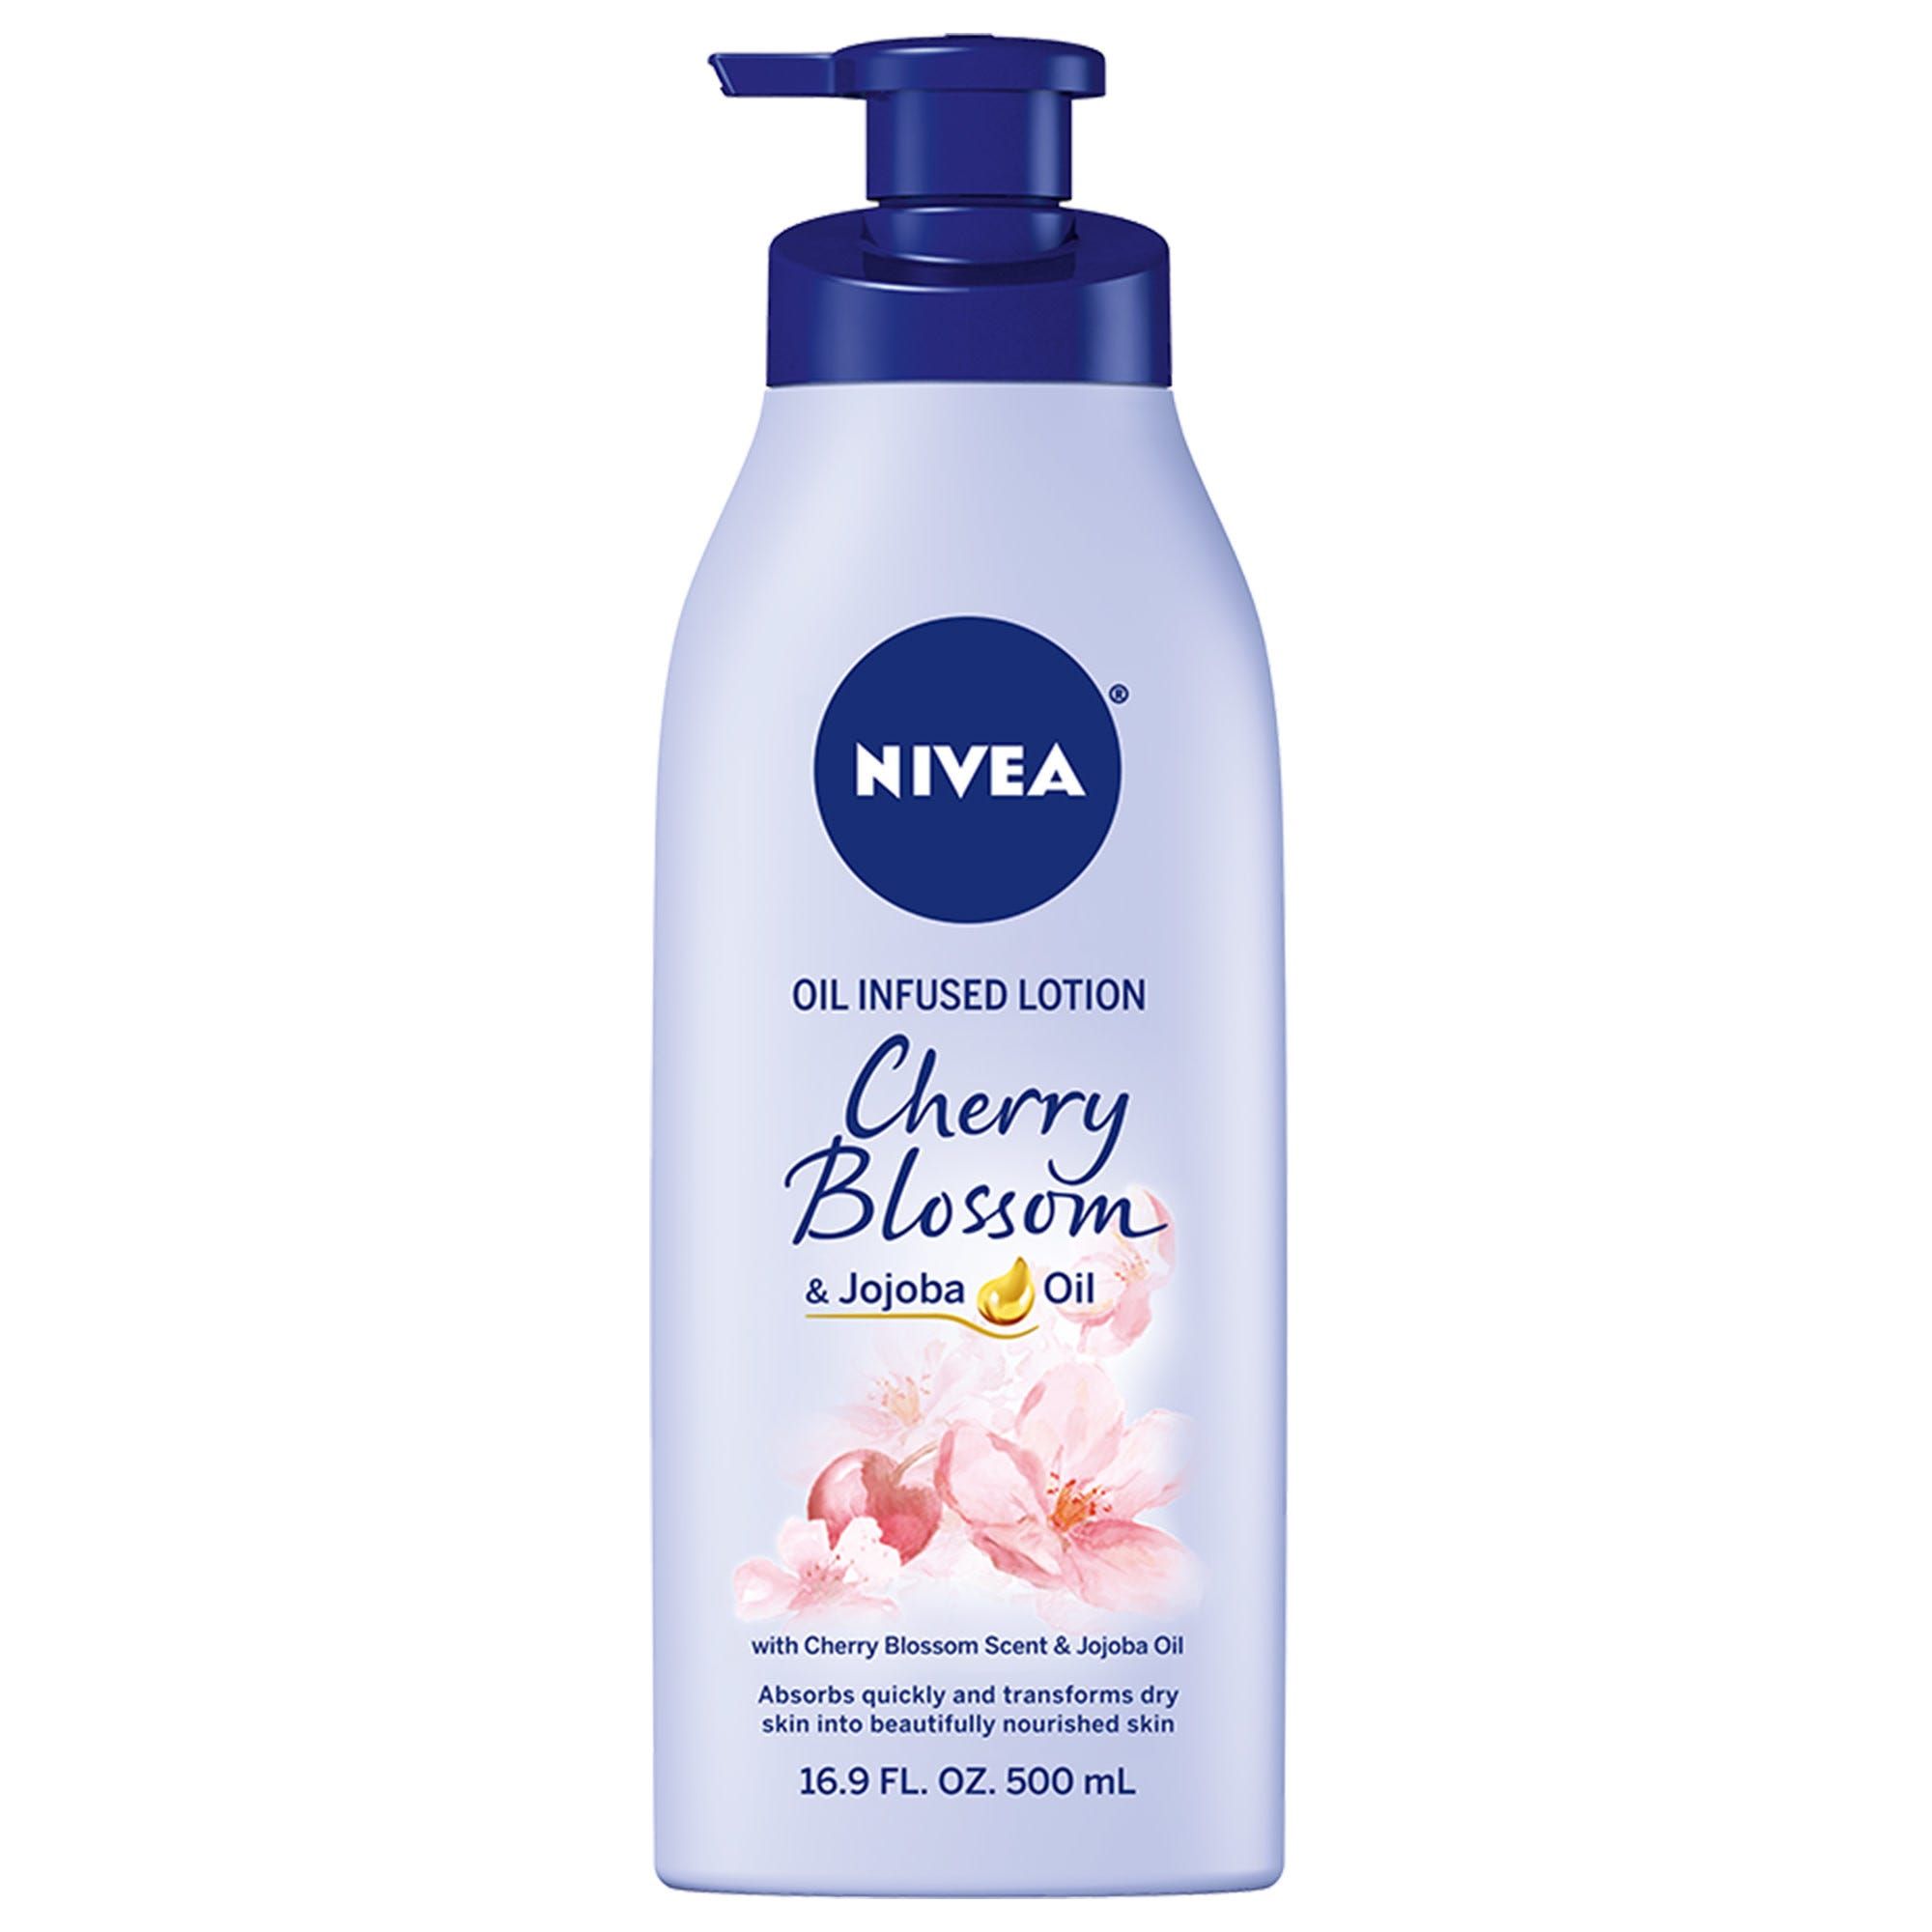 NIVEA
®
OIL INFUSED LOTION
Cherry
Blossom
& Jojoba Oil
with Cherry Blossom Scent & Jojoba Oil
Absorbs quickly and transforms dry
skin into beautifully nourished skin
16.9 FL. OZ. 500 mL